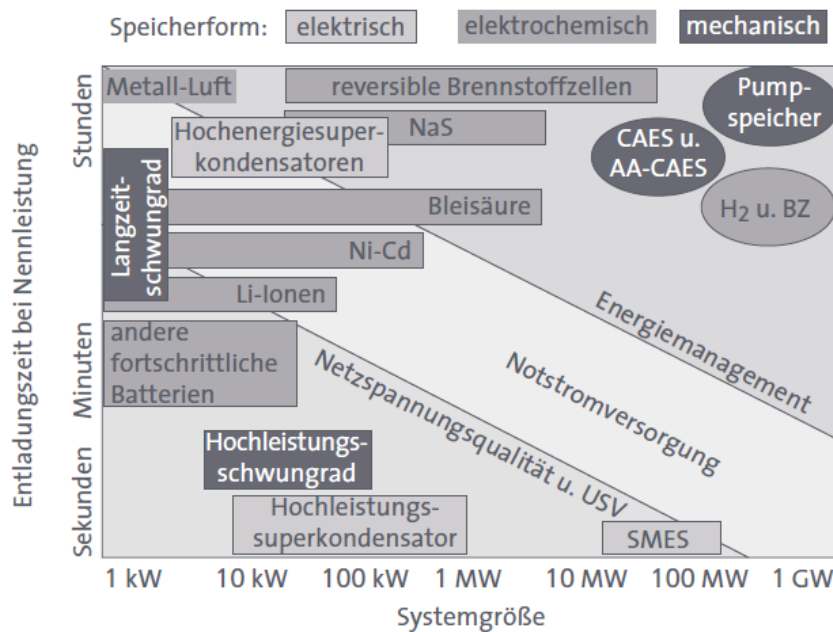 Speicherform: elektrisch elektrochemisch mechanisch
Entladungszeit bei Nennleistung
Stunden
Minuten
Sekunden
Metall-Luft
reversible Brennstoffzellen
Pump-
speicher
NaS
Hochenergiesuper-
kondensatoren
CAES u.
AA-CAES
Langzeit-
schwungrad
Bleisäure
H₂ u. BZ
Ni-Cd
Li-Ionen
Energiemanagement
andere
fortschrittliche
Batterien
Notstromversorgung
Netzspannungsqualität u. USV
Hochleistungs-
schwungrad
Hochleistungs-
superkondensator
SMES
1 kW 10 kW 100 kW 1 MW 10 MW 100 MW 1 GW
Systemgröße